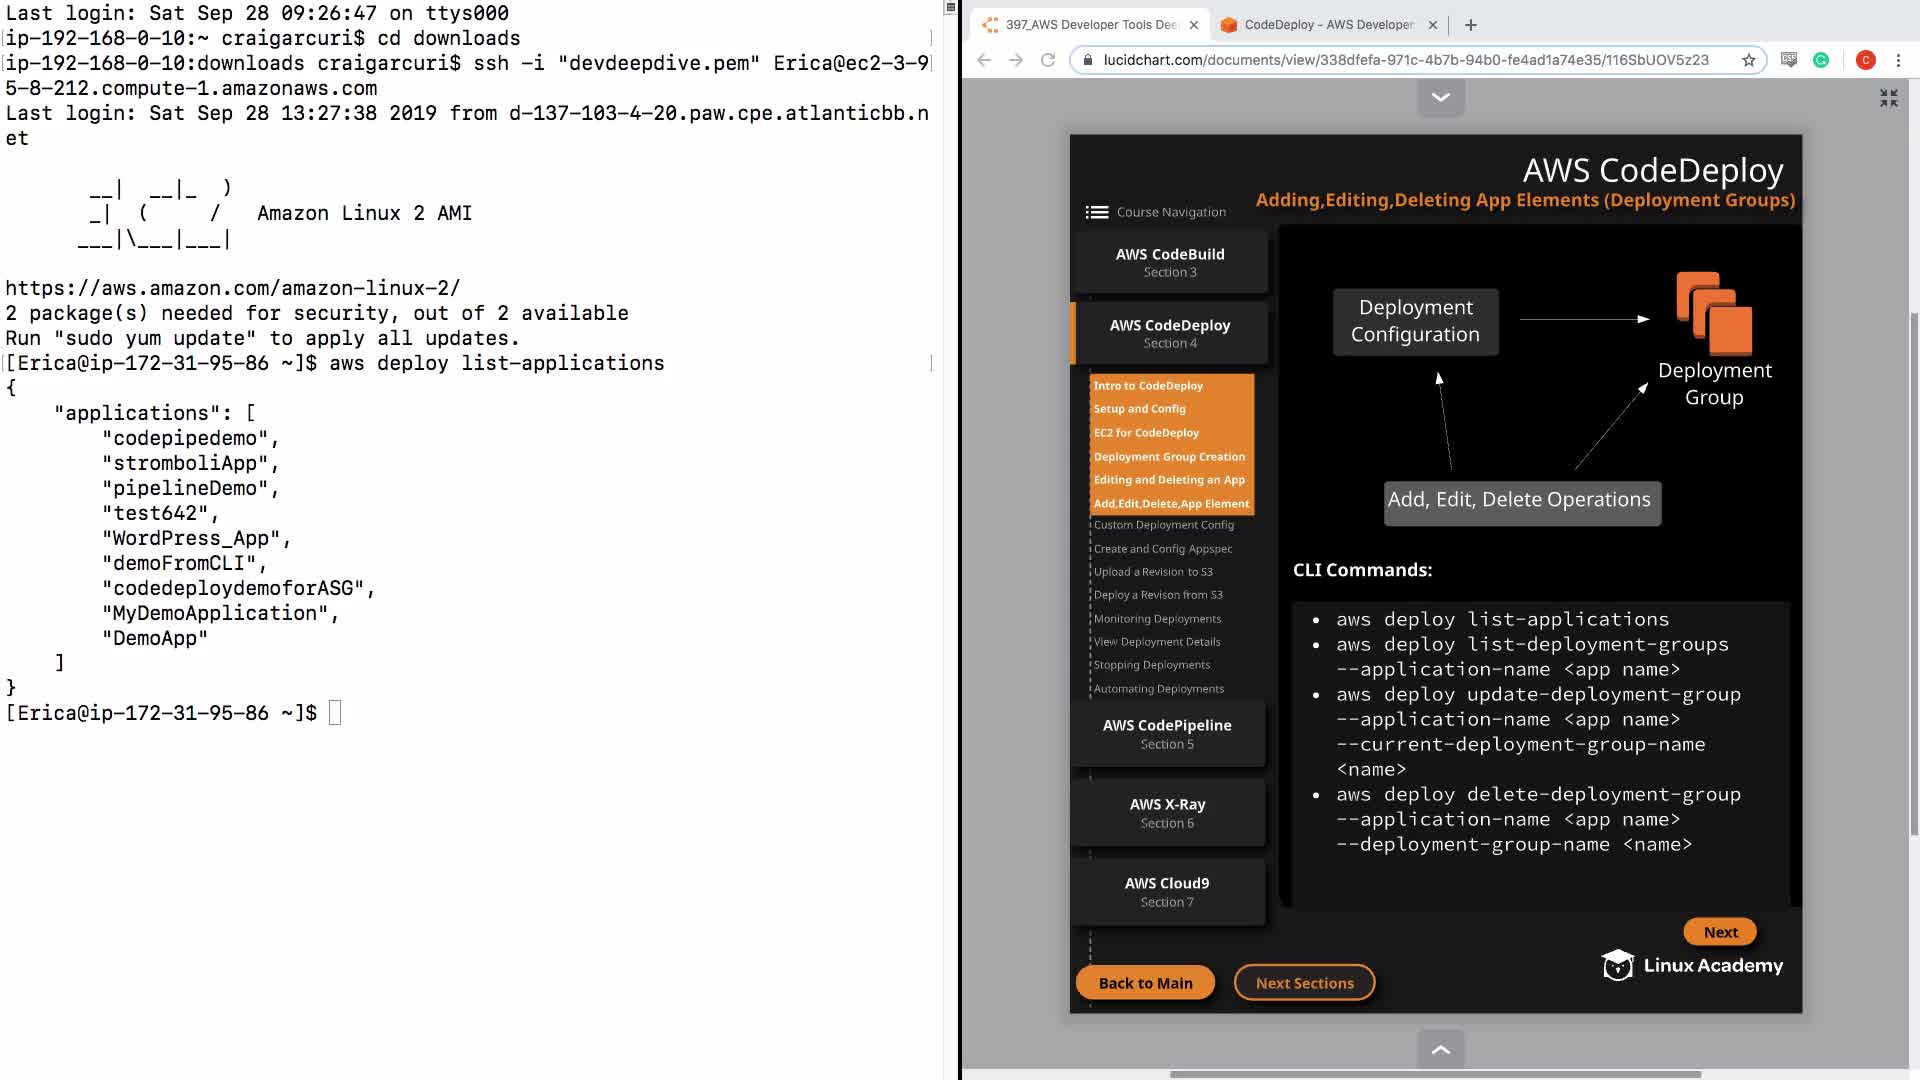 Last login: Sat Sep 28 09:26:47 on ttys000
ip-192-168-0-10:~ craigarcuri$ cd downloads
ip-192-168-0-10:downloads craigarcuri$ ssh -i "devdeepdive.pem" Erica@ec2-3-9
5-8-212.compute-1.amazonaws.com
Last login: Sat Sep 28 13:27:38 2019 from d-137-103-4-20.paw.cpe.atlanticbb.n
et
__|  __|_  )
_|  (     /   Amazon Linux 2 AMI
___|\___|___|
https://aws.amazon.com/amazon-linux-2/
2 package(s) needed for security, out of 2 available
Run "sudo yum update" to apply all updates.
[Erica@ip-172-31-95-86 ~]$ aws deploy list-applications
{
"applications": [
"codepipedemo",
"stromboliApp",
"pipelineDemo",
"test642",
"WordPress_App",
"demoFromCLI",
"codedeploydemoforASG",
"MyDemoApplication",
"DemoApp"
]
}
[Erica@ip-172-31-95-86 ~]$
397_AWS Developer Tools Dee
CodeDeploy - AWS Developer
lucidchart.com/documents/view/338dfefa-971c-4b7b-94b0-fe4ad1a74e35/116SbUOV5z23
C
AWS CodeDeploy
Adding,Editing,Deleting App Elements (Deployment Groups)
Course Navigation
AWS CodeBuild
Section 3
AWS CodeDeploy
Section 4
Intro to CodeDeploy
Setup and Config
EC2 for CodeDeploy
Deployment Group Creation
Editing and Deleting an App
Add,Edit,Delete,App Element
Custom Deployment Config
Create and Config Appspec
Upload a Revision to S3
Deploy a Revison from S3
Monitoring Deployments
View Deployment Details
Stopping Deployments
Automating Deployments
AWS CodePipeline
Section 5
AWS X-Ray
Section 6
AWS Cloud9
Section 7
Back to Main
Next Sections
Deployment
Configuration
Deployment
Group
Add, Edit, Delete Operations
CLI Commands:
• aws deploy list-applications
• aws deploy list-deployment-groups
--application-name <app name>
• aws deploy update-deployment-group
--application-name <app name>
--current-deployment-group-name
<name>
• aws deploy delete-deployment-group
--application-name <app name>
--deployment-group-name <name>
Next
Linux Academy